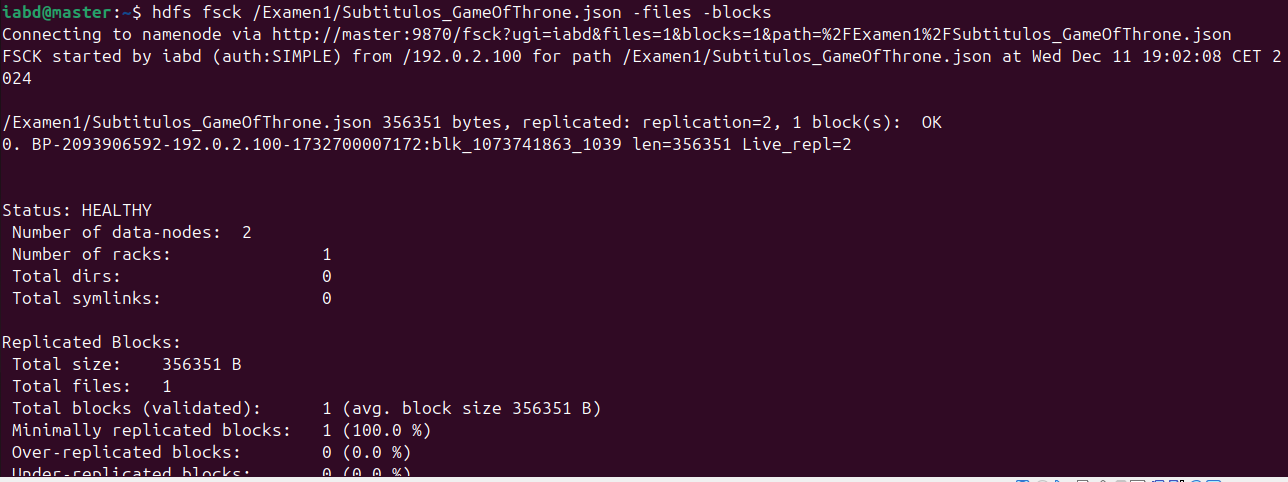 iabd@master:~$ hdfs fsck /Examen1/Subtitulos_GameOfThrone.json -files -blocks
Connecting to namenode via http://master:9870/fsck?ugi=iabd&files=1&blocks=1&path=%2FExamen1%2FSubtitulos_GameOfThrone.json
FSCK started by iabd (auth:SIMPLE) from /192.0.2.100 for path /Examen1/Subtitulos_GameOfThrone.json at Wed Dec 11 19:02:08 CET 2
024
/Examen1/Subtitulos_GameOfThrone.json 356351 bytes, replicated: replication=2, 1 block(s):  OK
0. BP-2093906592-192.0.2.100-1732700007172:blk_1073741863_1039 len=356351 Live_repl=2
Status: HEALTHY
Number of data-nodes:  2
Number of racks:               1
Total dirs:                    0
Total symlinks:                0
Replicated Blocks:
Total size:    356351 B
Total files:   1
Total blocks (validated):      1 (avg. block size 356351 B)
Minimally replicated blocks:   1 (100.0 %)
Over-replicated blocks:        0 (0.0 %)
Under-replicated blocks:       0 (0.0 %)